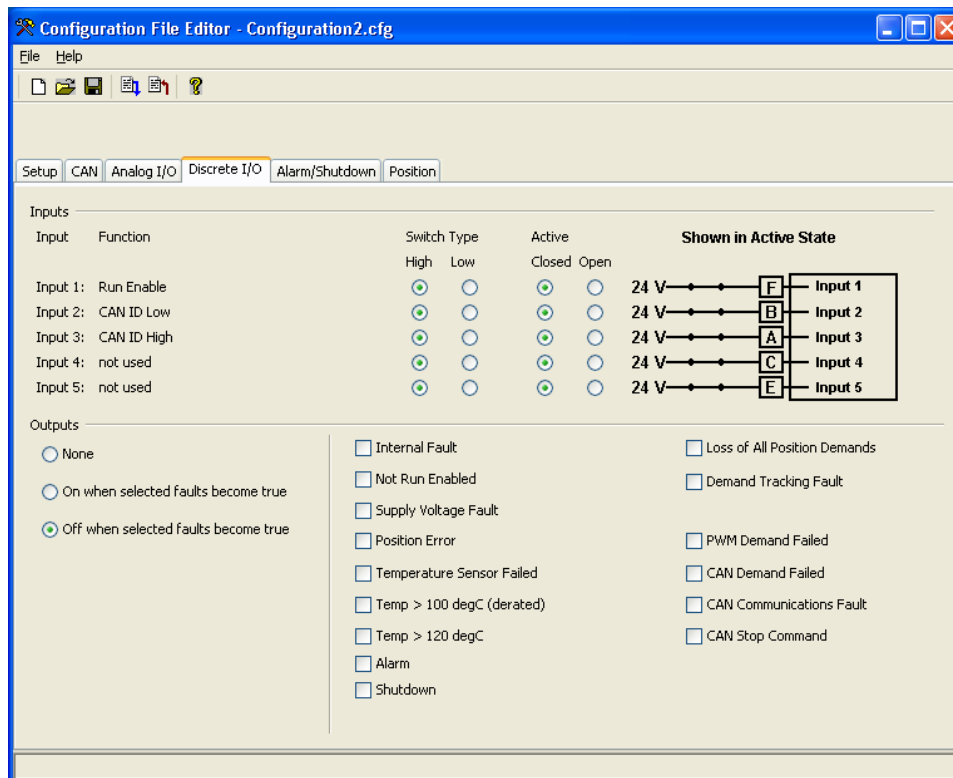 Configuration File Editor - Configuration2.cfg
File Help
Setup CAN Analog I/O Discrete I/O Alarm/Shutdown Position
Inputs
Input Function Switch Type Active Shown in Active State
High Low Closed Open
Input 1: Run Enable 24 V F Input 1
Input 2: CAN ID Low 24 V B Input 2
Input 3: CAN ID High 24 V A Input 3
Input 4: not used 24 V C Input 4
Input 5: not used 24 V E Input 5
Outputs
None
On when selected faults become true
Off when selected faults become true
Internal Fault
Not Run Enabled
Supply Voltage Fault
Position Error
Temperature Sensor Failed
Temp > 100 degC (derated)
Temp > 120 degC
Alarm
Shutdown
Loss of All Position Demands
Demand Tracking Fault
PWM Demand Failed
CAN Demand Failed
CAN Communications Fault
CAN Stop Command